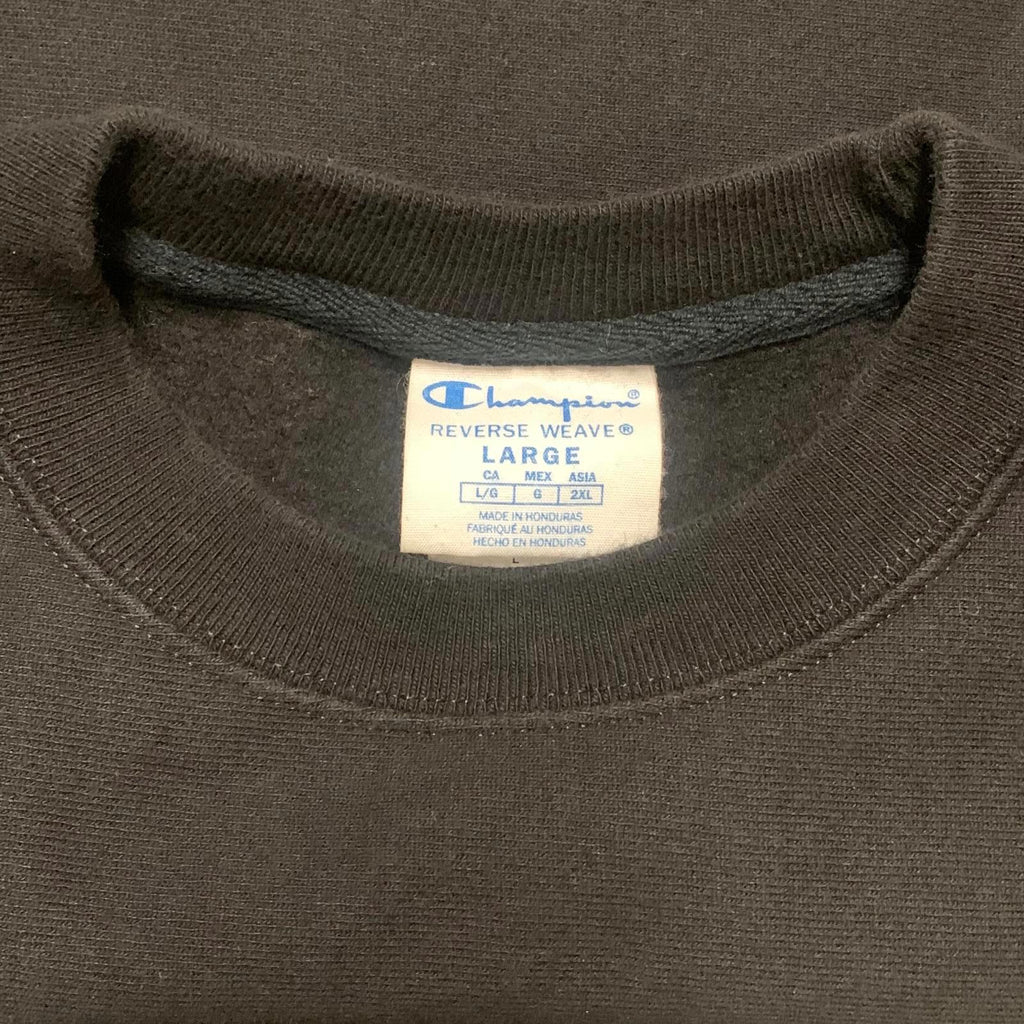 Champion®
REVERSE WEAVE®
LARGE
CA MEX ASIA
L/G G 2XL
MADE IN HONDURAS
FABRIQUÉ AU HONDURAS
HECHO EN HONDURAS
L